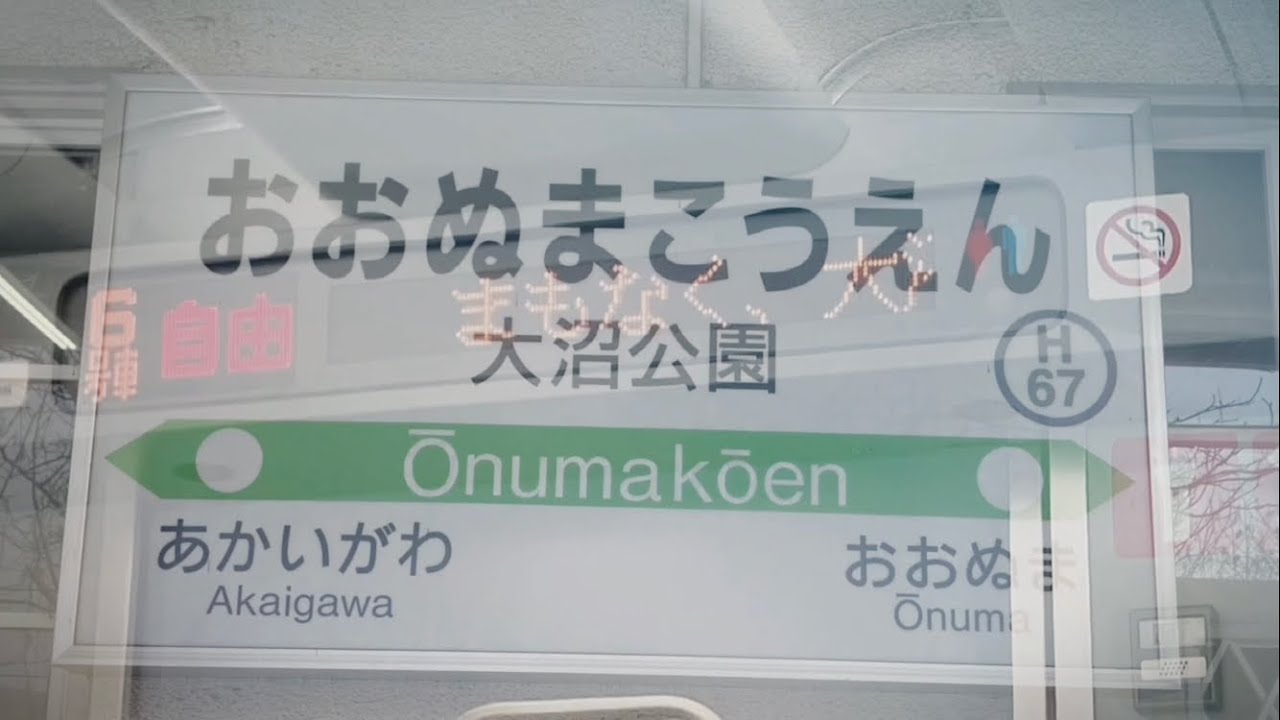 おおぬまこうえん
自由
まもなく、大
大沼公園
H
67
Ōnumakōen
あかいがわ
Akaigawa
おおぬま
Ōnuma